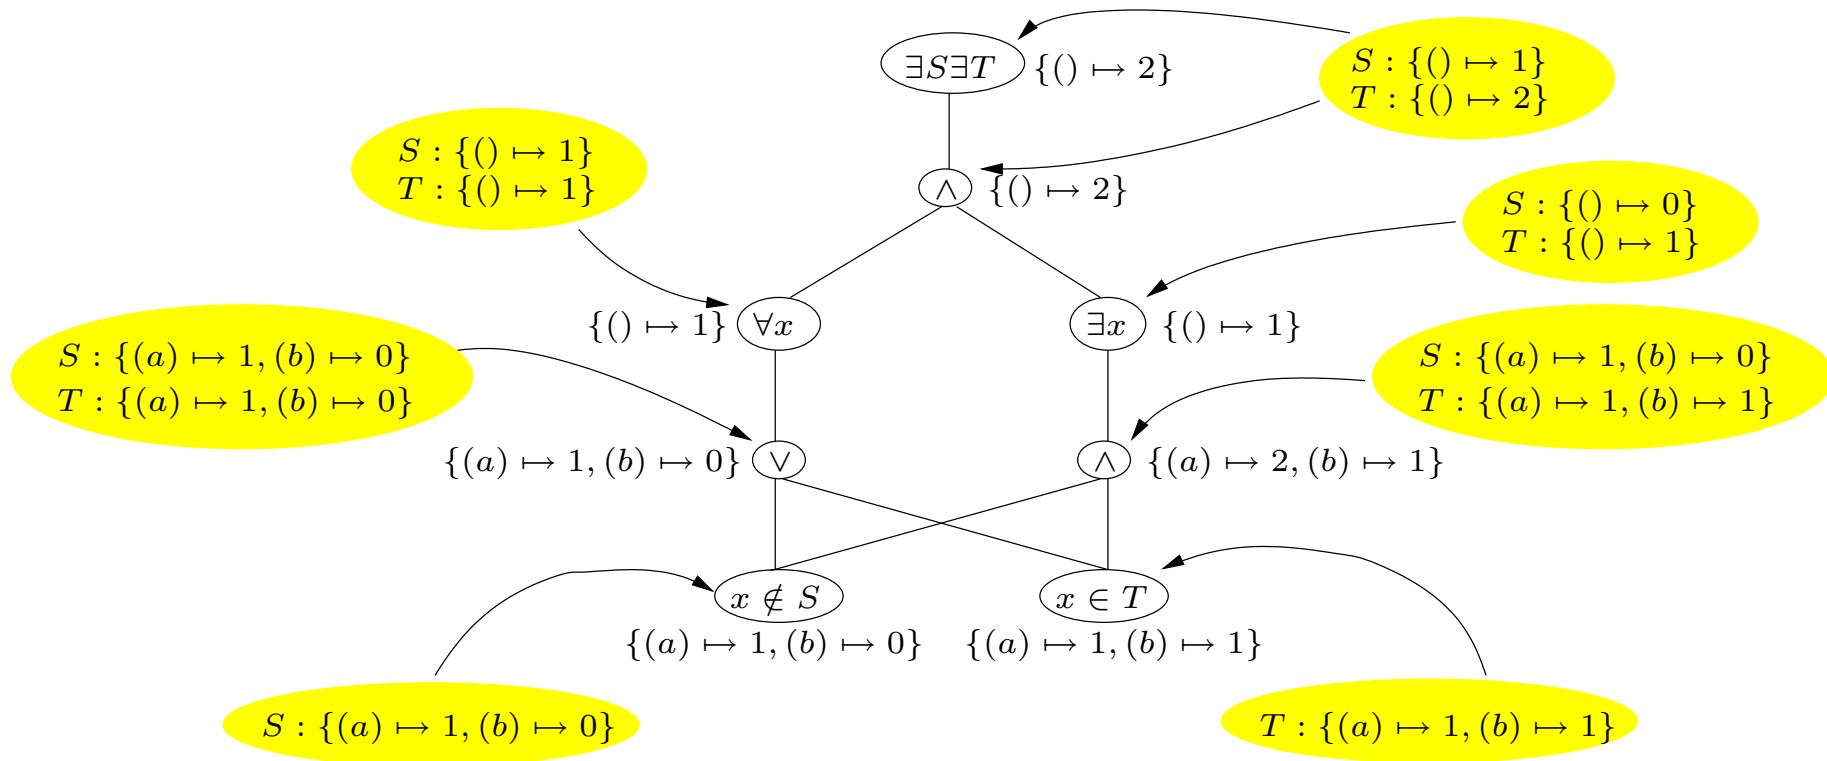 ∃S∃T
{() ↦ 2}
S : {() ↦ 1}
T : {() ↦ 2}
S : {() ↦ 1}
T : {() ↦ 1}
∧
{() ↦ 2}
S : {() ↦ 0}
T : {() ↦ 1}
{() ↦ 1}
∀x
∃x
{() ↦ 1}
S : {(a) ↦ 1, (b) ↦ 0}
T : {(a) ↦ 1, (b) ↦ 0}
S : {(a) ↦ 1, (b) ↦ 0}
T : {(a) ↦ 1, (b) ↦ 1}
{(a) ↦ 1, (b) ↦ 0}
∨
∧
{(a) ↦ 2, (b) ↦ 1}
x ∉ S
x ∈ T
{(a) ↦ 1, (b) ↦ 0}
{(a) ↦ 1, (b) ↦ 1}
S : {(a) ↦ 1, (b) ↦ 0}
T : {(a) ↦ 1, (b) ↦ 1}